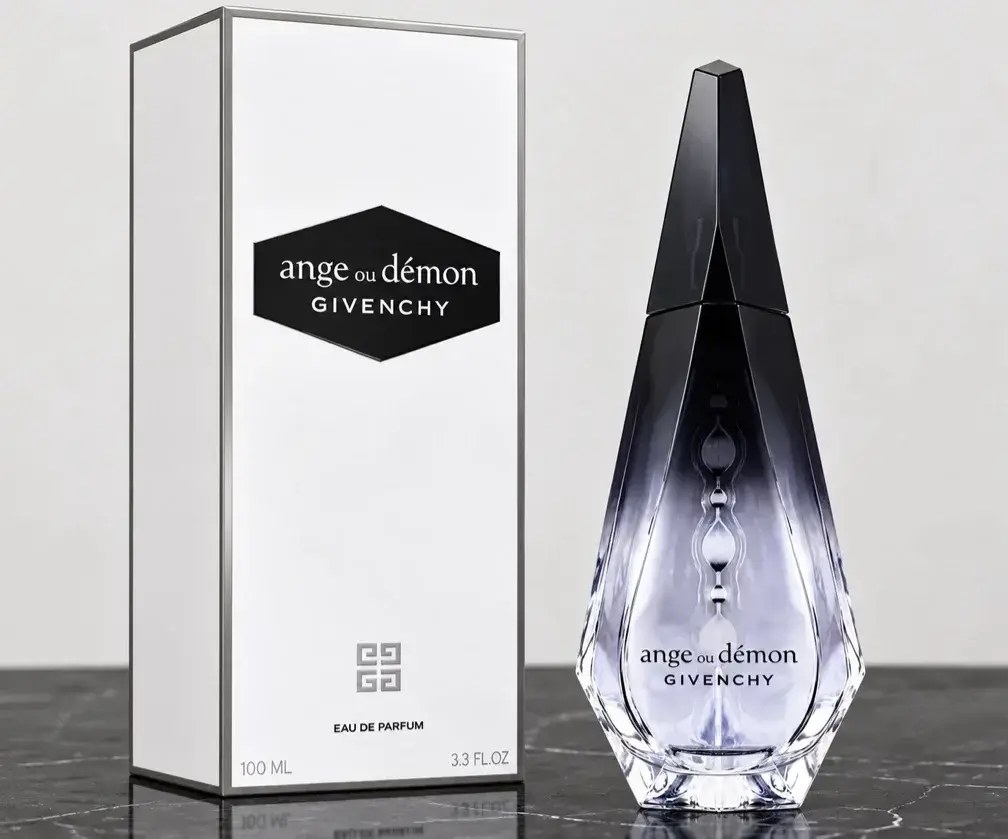 ange ou démon
GIVENCHY
EAU DE PARFUM
100 ML
3.3 FL.OZ
ange ou démon
GIVENCHY